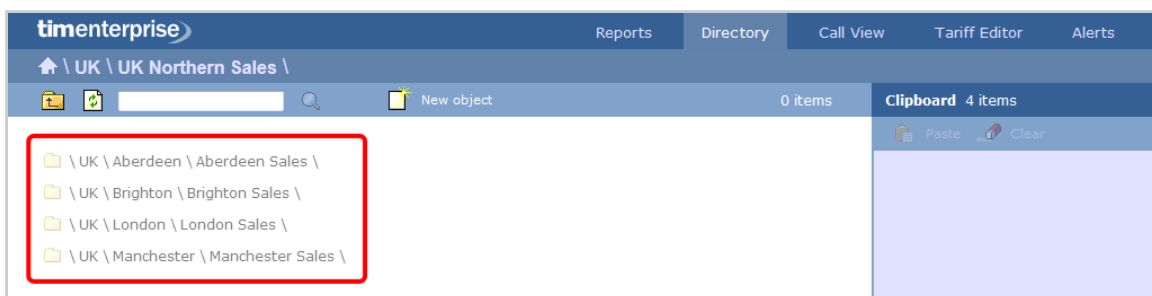 timenterprise
Reports Directory Call View Tariff Editor Alerts
\ UK \ UK Northern Sales \
New object 0 items Clipboard 4 items
Paste Clear
\ UK \ Aberdeen \ Aberdeen Sales \
\ UK \ Brighton \ Brighton Sales \
\ UK \ London \ London Sales \
\ UK \ Manchester \ Manchester Sales \